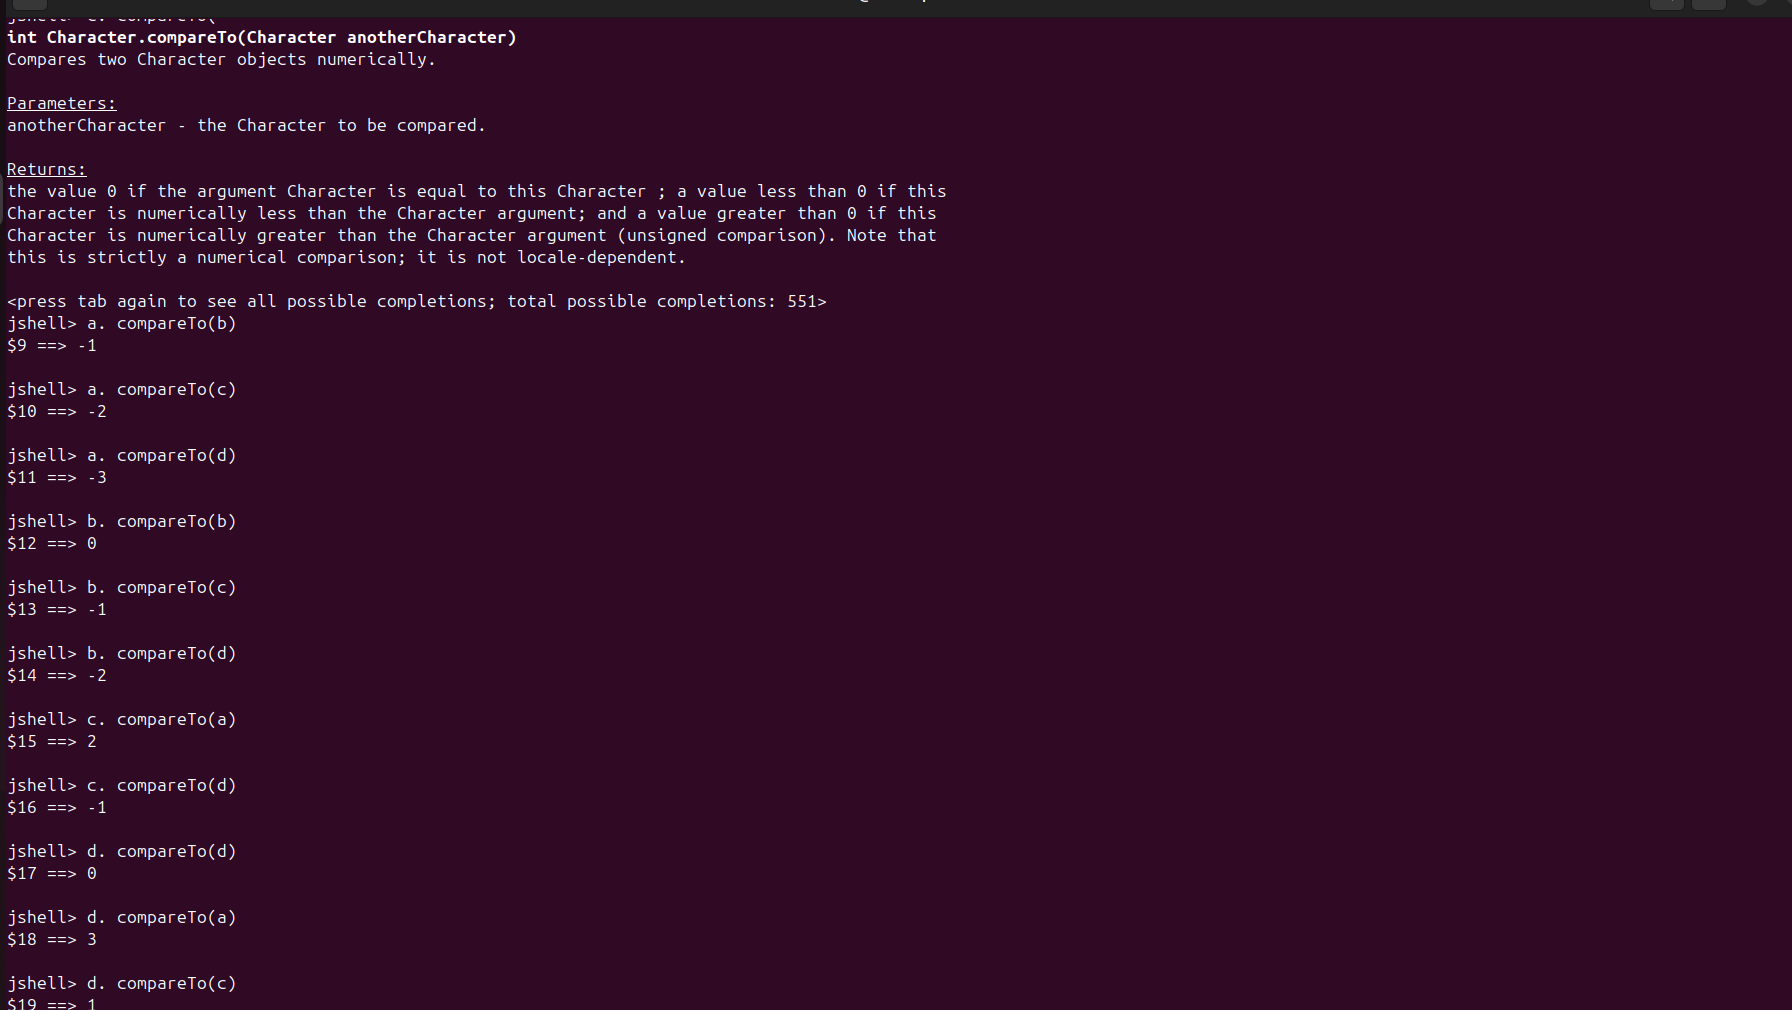 int Character.compareTo(Character anotherCharacter)
Compares two Character objects numerically.
Parameters:
anotherCharacter - the Character to be compared.
Returns:
the value 0 if the argument Character is equal to this Character ; a value less than 0 if this
Character is numerically less than the Character argument; and a value greater than 0 if this
Character is numerically greater than the Character argument (unsigned comparison). Note that
this is strictly a numerical comparison; it is not locale-dependent.
<press tab again to see all possible completions; total possible completions: 551>
jshell> a. compareTo(b)
$9 ==> -1
jshell> a. compareTo(c)
$10 ==> -2
jshell> a. compareTo(d)
$11 ==> -3
jshell> b. compareTo(b)
$12 ==> 0
jshell> b. compareTo(c)
$13 ==> -1
jshell> b. compareTo(d)
$14 ==> -2
jshell> c. compareTo(a)
$15 ==> 2
jshell> c. compareTo(d)
$16 ==> -1
jshell> d. compareTo(d)
$17 ==> 0
jshell> d. compareTo(a)
$18 ==> 3
jshell> d. compareTo(c)
$19 ==> 1